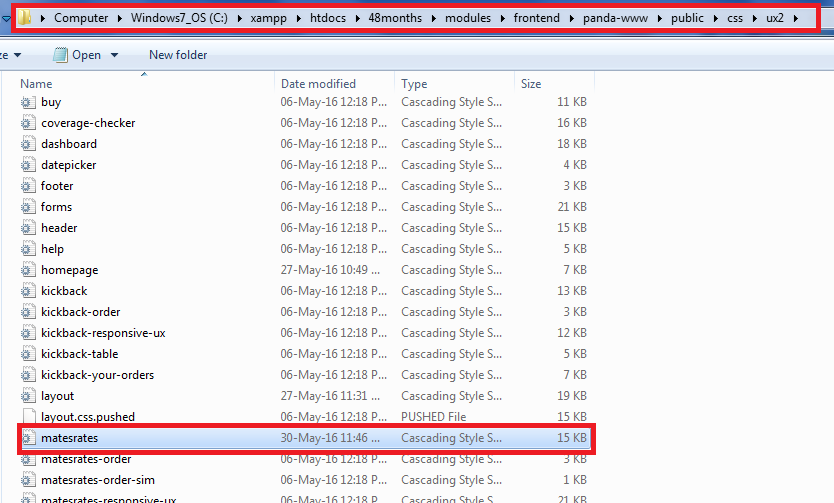 Computer Windows7_OS (C:) xampp htdocs 48months modules frontend panda-www public css ux2
ze Open New folder
Name Date modified Type Size
buy 06-May-16 12:18 P... Cascading Style S... 11 KB
coverage-checker 06-May-16 12:18 P... Cascading Style S... 16 KB
dashboard 06-May-16 12:18 P... Cascading Style S... 18 KB
datepicker 06-May-16 12:18 P... Cascading Style S... 4 KB
footer 06-May-16 12:18 P... Cascading Style S... 3 KB
forms 06-May-16 12:18 P... Cascading Style S... 21 KB
header 06-May-16 12:18 P... Cascading Style S... 15 KB
help 06-May-16 12:18 P... Cascading Style S... 5 KB
homepage 27-May-16 10:49 ... Cascading Style S... 7 KB
kickback 06-May-16 12:18 P... Cascading Style S... 13 KB
kickback-order 06-May-16 12:18 P... Cascading Style S... 3 KB
kickback-responsive-ux 06-May-16 12:18 P... Cascading Style S... 12 KB
kickback-table 06-May-16 12:18 P... Cascading Style S... 5 KB
kickback-your-orders 06-May-16 12:18 P... Cascading Style S... 7 KB
layout 27-May-16 11:31 ... Cascading Style S... 19 KB
layout.css.pushed 06-May-16 12:18 P... PUSHED File 15 KB
matesrates 30-May-16 11:46 ... Cascading Style S... 15 KB
matesrates-order 06-May-16 12:18 P... Cascading Style S... 3 KB
matesrates-order-sim 06-May-16 12:18 P... Cascading Style S... 1 KB
matesrates-responsive-ux 06-May-16 12:18 P... Cascading Style S... 21 KB